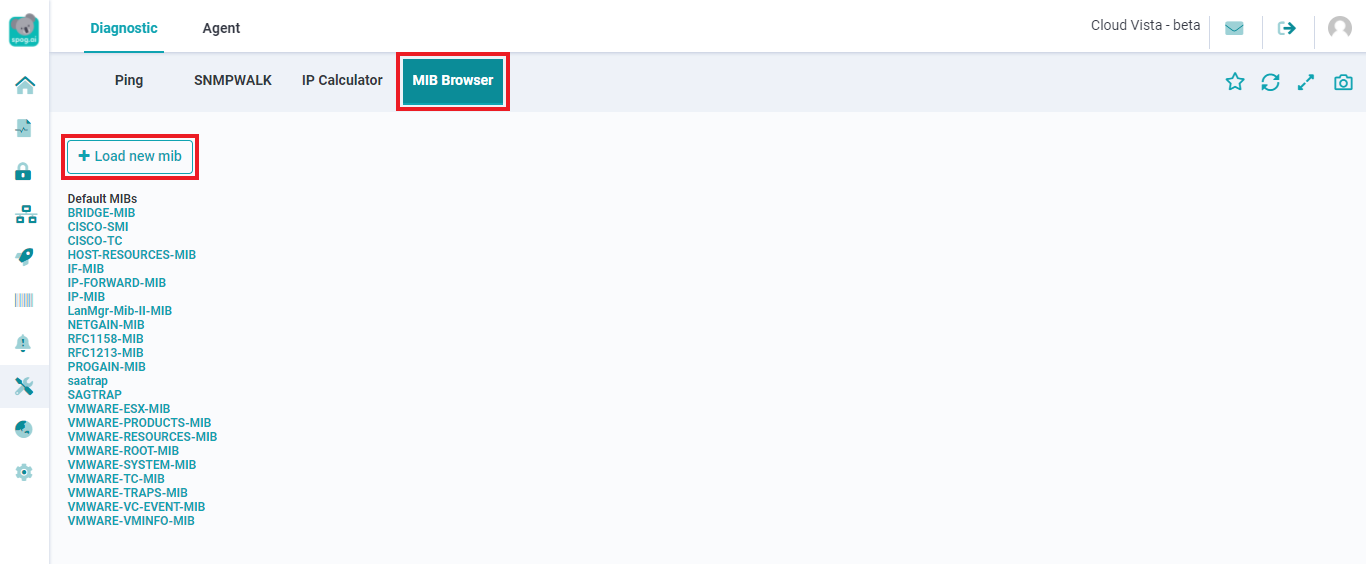 Diagnostic Agent Cloud Vista - beta
spog.ai
Ping SNMPWALK IP Calculator MIB Browser
+ Load new mib
Default MIBs
BRIDGE-MIB
CISCO-SMI
CISCO-TC
HOST-RESOURCES-MIB
IF-MIB
IP-FORWARD-MIB
IP-MIB
LanMgr-Mib-II-MIB
NETGAIN-MIB
RFC1158-MIB
RFC1213-MIB
PROGAIN-MIB
saatrap
SAGTRAP
VMWARE-ESX-MIB
VMWARE-PRODUCTS-MIB
VMWARE-RESOURCES-MIB
VMWARE-ROOT-MIB
VMWARE-SYSTEM-MIB
VMWARE-TC-MIB
VMWARE-TRAPS-MIB
VMWARE-VC-EVENT-MIB
VMWARE-VMINFO-MIB